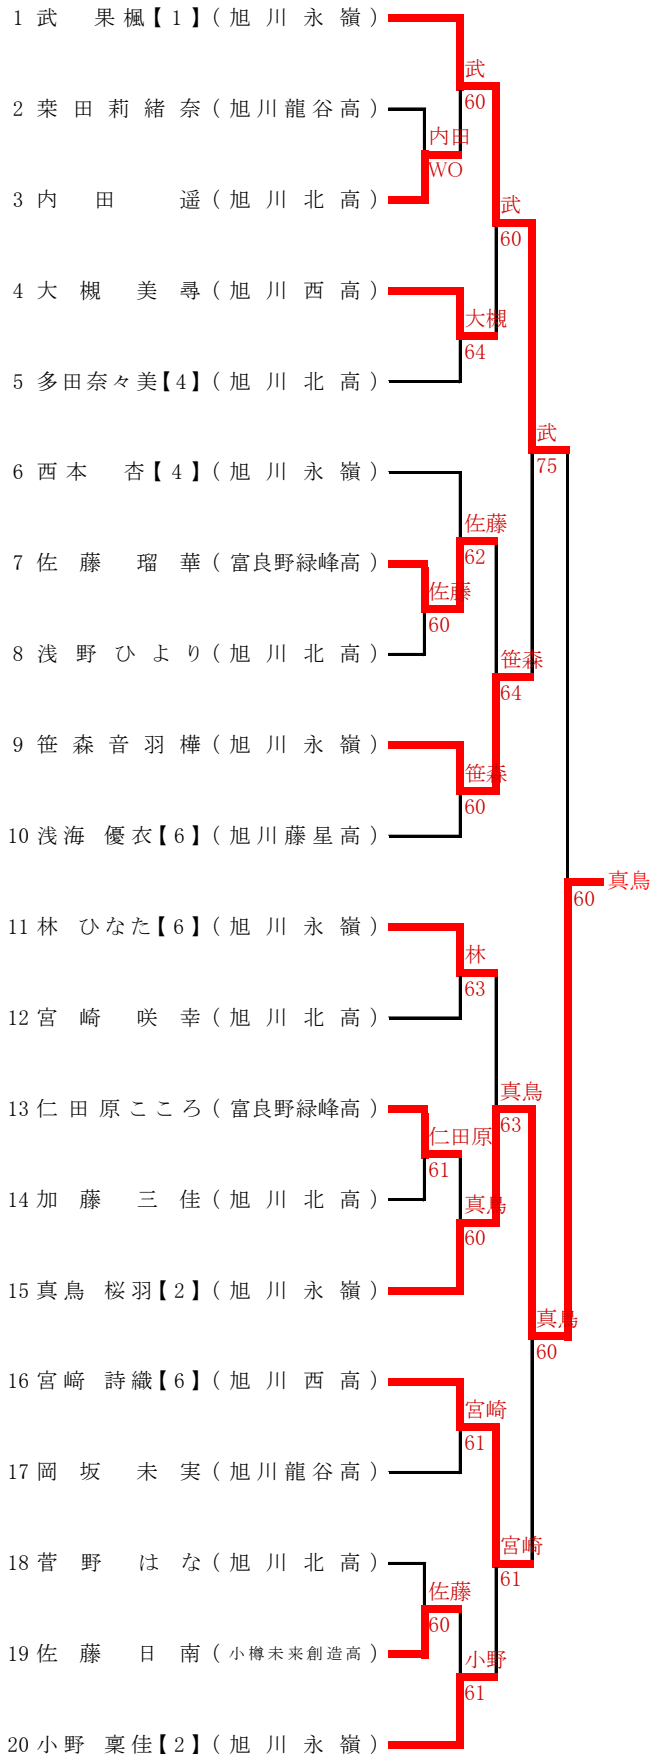 1 武 果楓【1】(旭川永嶺)
武
60
2 栞田莉緒奈(旭川龍谷高)
内田
WO
3 内田 遥(旭川北高)
武
60
4 大槻 美尋(旭川西高)
大槻
64
5 多田奈々美【4】(旭川北高)
武
75
6 西本 杏【4】(旭川永嶺)
佐藤
62
7 佐藤 瑠華(富良野緑峰高)
佐藤
60
8 浅野ひより(旭川北高)
笹森
64
9 笹森音羽樺(旭川永嶺)
笹森
60
10 浅海 優衣【6】(旭川藤星高)
真鳥
60
11 林 ひなた【6】(旭川永嶺)
林
63
12 宮崎 咲幸(旭川北高)
真鳥
63
13 仁田原こころ(富良野緑峰高)
仁田原
61
14 加藤 三佳(旭川北高)
真鳥
60
15 真鳥 桜羽【2】(旭川永嶺)
真鳥
60
16 宮﨑 詩織【6】(旭川西高)
宮崎
61
17 岡坂 未実(旭川龍谷高)
宮崎
61
18 菅野 はな(旭川北高)
佐藤
60
19 佐藤 日南(小樽未来創造高)
小野
61
20 小野 稟佳【2】(旭川永嶺)